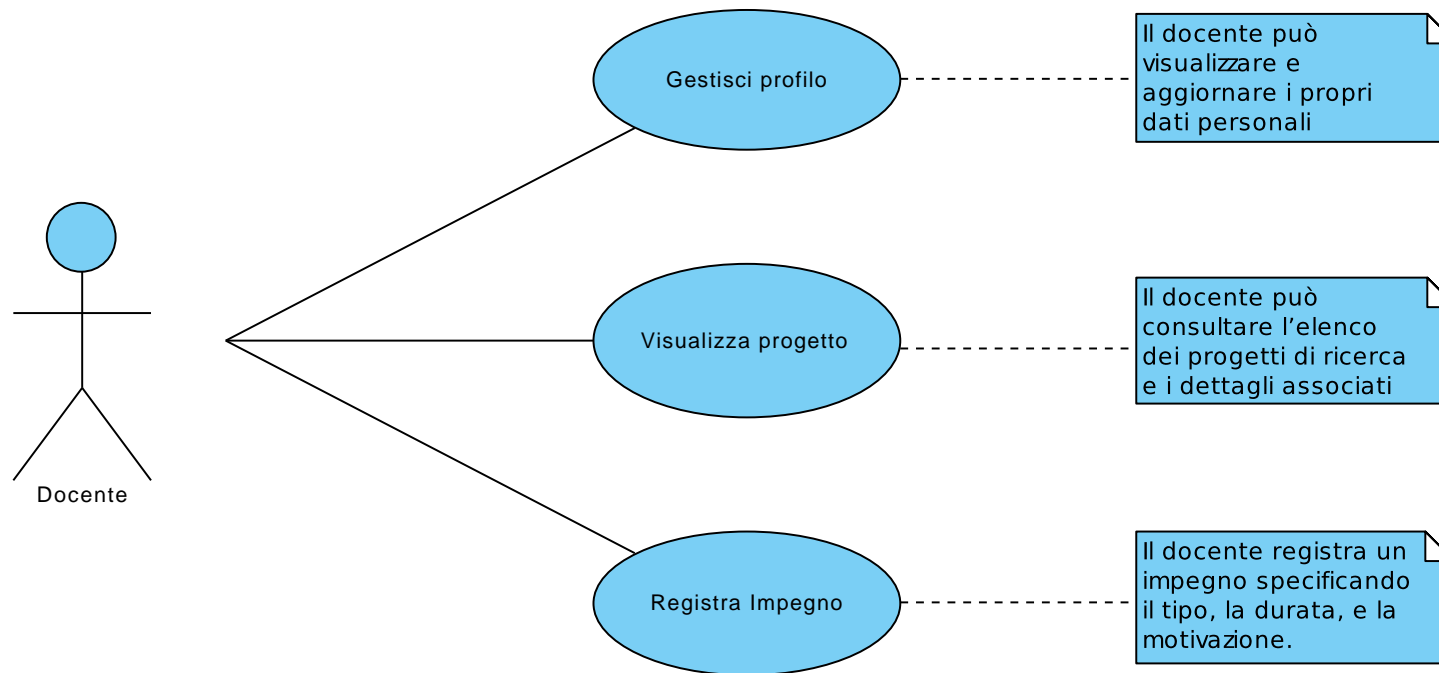 Gestisci profilo
Il docente può
visualizzare e
aggiornare i propri
dati personali
Visualizza progetto
Il docente può
consultare l’elenco
dei progetti di ricerca
e i dettagli associati
Docente
Registra Impegno
Il docente registra un
impegno specificando
il tipo, la durata, e la
motivazione.